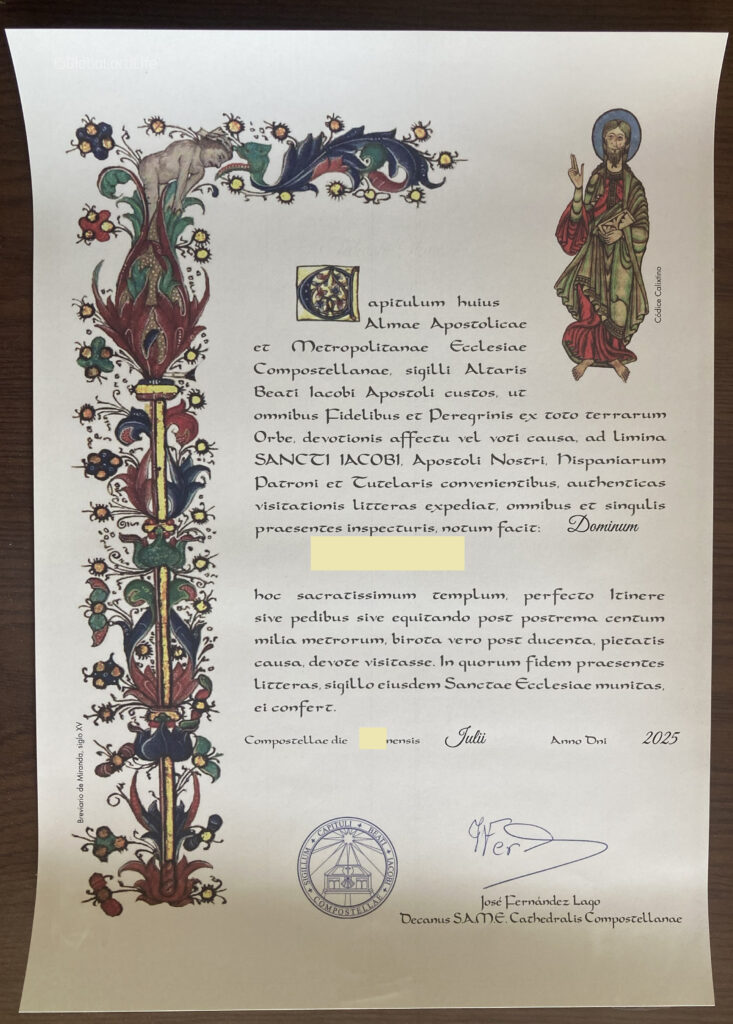 Capitulum huius
Almae Apostolicae
et Metropolitanae Ecclesiae
Compostellanae, sigilli Altaris
Beati Iacobi Apostoli custos, ut
omnibus Fidelibus et Peregrinis ex toto terrarum
Orbe, devotionis affectu vel voti causa, ad limina
SANCTI IACOBI, Apostoli Nostri, Hispaniarum
Patroni et Tutelaris convenientibus, authenticas
visitationis litteras expediat, omnibus et singulis
praesentes inspecturis, notum facit: Dominum
hoc sacratissimum templum, perfecto Itinere
sive pedibus sive equitando post postrema centum
milia metrorum, birota vero post ducenta, pietatis
causa, devote visitasse. In quorum fidem praesentes
litteras, sigillo eiusdem Sanctae Ecclesiae munitas,
ei confert.
Compostellae die nensis Julii Anno Dni 2025
Códice Calixtino
Breviario de Miranda, siglo XV
SIGILLUM CAPITULI BEATI IACOBI COMPOSTELLAE
José Fernández Lago
Decanus S.A.M.E. Cathedralis Compostellanae